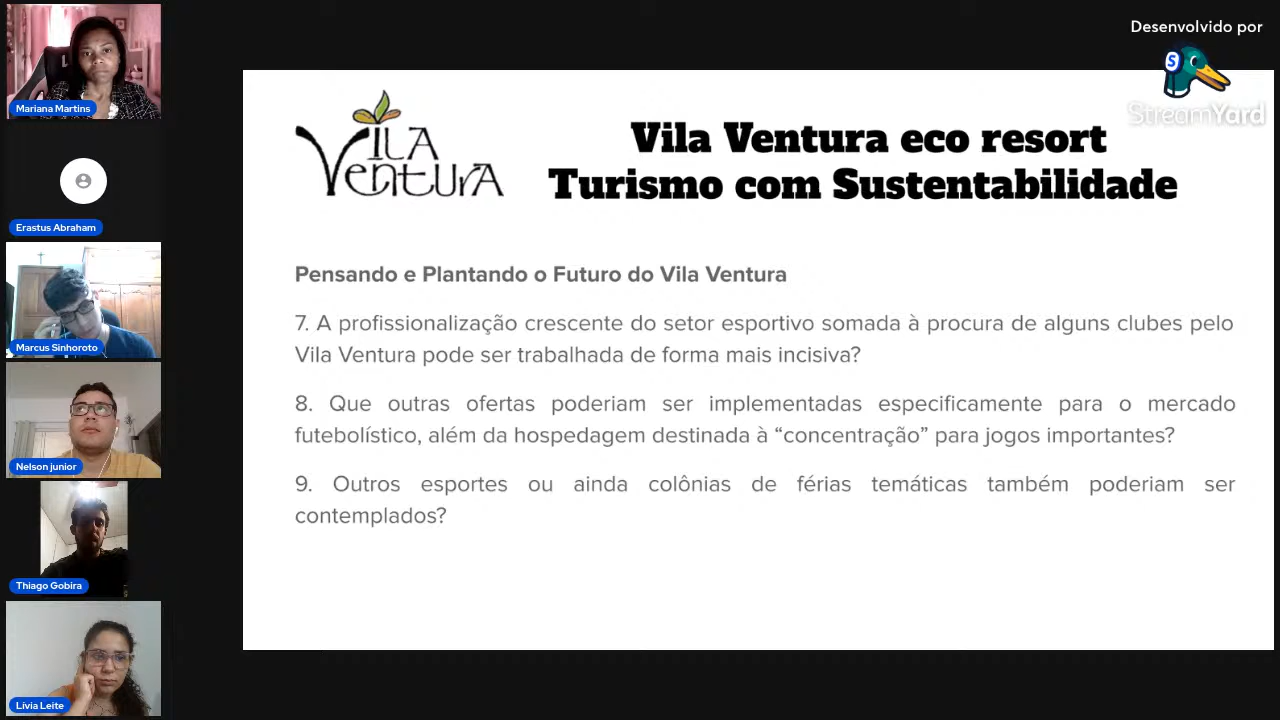 Mariana Martins
Erastus Abraham
Marcus Sinhoroto
Nelson junior
Thiago Gobira
Lívia Leite
Desenvolvido por
StreamYard
VILA
VENTURA
Vila Ventura eco resort
Turismo com Sustentabilidade
Pensando e Plantando o Futuro do Vila Ventura
7. A profissionalização crescente do setor esportivo somada à procura de alguns clubes pelo
Vila Ventura pode ser trabalhada de forma mais incisiva?
8. Que outras ofertas poderiam ser implementadas especificamente para o mercado
futebolístico, além da hospedagem destinada à “concentração” para jogos importantes?
9. Outros esportes ou ainda colônias de férias temáticas também poderiam ser
contemplados?